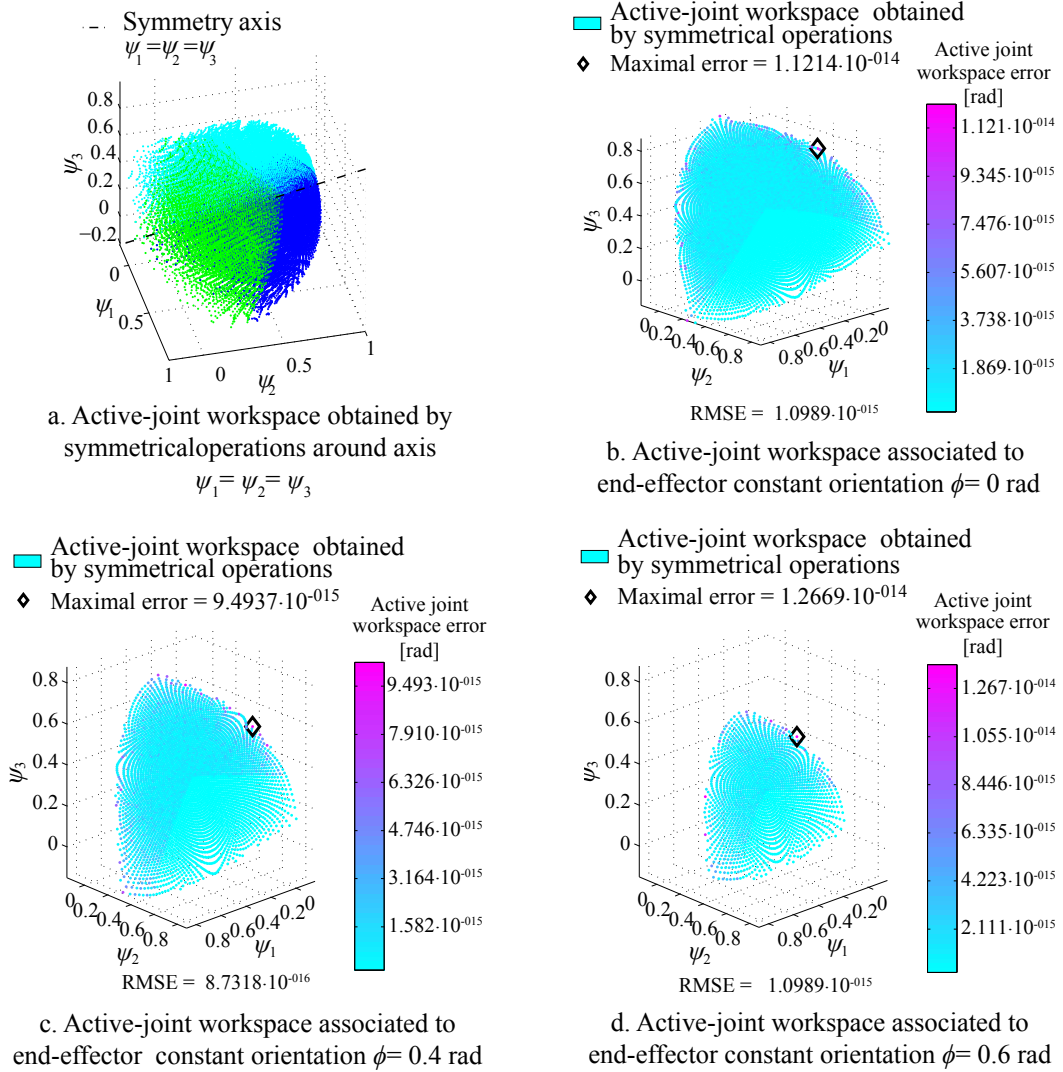 Symmetry axis
ψ1=ψ2=ψ3
0.8
0.6
0.4
0.2
0
−0.2
ψ3
0
0.5
1
ψ1
0
0.5
1
ψ2
a. Active-joint workspace obtained by
symmetricaloperations around axis
ψ1= ψ2= ψ3
Active-joint workspace obtained
by symmetrical operations
Maximal error = 1.1214·10-014
Active joint
workspace error
[rad]
1.121·10-014
9.345·10-015
7.476·10-015
5.607·10-015
3.738·10-015
1.869·10-015
0.8
0.6
0.4
0.2
0
ψ3
0 0.2 0.4 0.6 0.8
ψ2
0.8 0.6 0.4 0.2 0
ψ1
RMSE = 1.0989·10-015
b. Active-joint workspace associated to
end-effector constant orientation ϕ= 0 rad
Active-joint workspace obtained
by symmetrical operations
Maximal error = 9.4937·10-015
Active joint
workspace error
[rad]
9.493·10-015
7.910·10-015
6.326·10-015
4.746·10-015
3.164·10-015
1.582·10-015
0.8
0.6
0.4
0.2
0
ψ3
0 0.2 0.4 0.6 0.8
ψ2
0.8 0.6 0.4 0.2 0
ψ1
RMSE = 8.7318·10-016
c. Active-joint workspace associated to
end-effector constant orientation ϕ= 0.4 rad
Active-joint workspace obtained
by symmetrical operations
Maximal error = 1.2669·10-014
Active joint
workspace error
[rad]
1.267·10-014
1.055·10-014
8.446·10-015
6.335·10-015
4.223·10-015
2.111·10-015
0.8
0.6
0.4
0.2
0
ψ3
0 0.2 0.4 0.6 0.8
ψ2
0.8 0.6 0.4 0.2 0
ψ1
RMSE = 1.0989·10-015
d. Active-joint workspace associated to
end-effector constant orientation ϕ= 0.6 rad